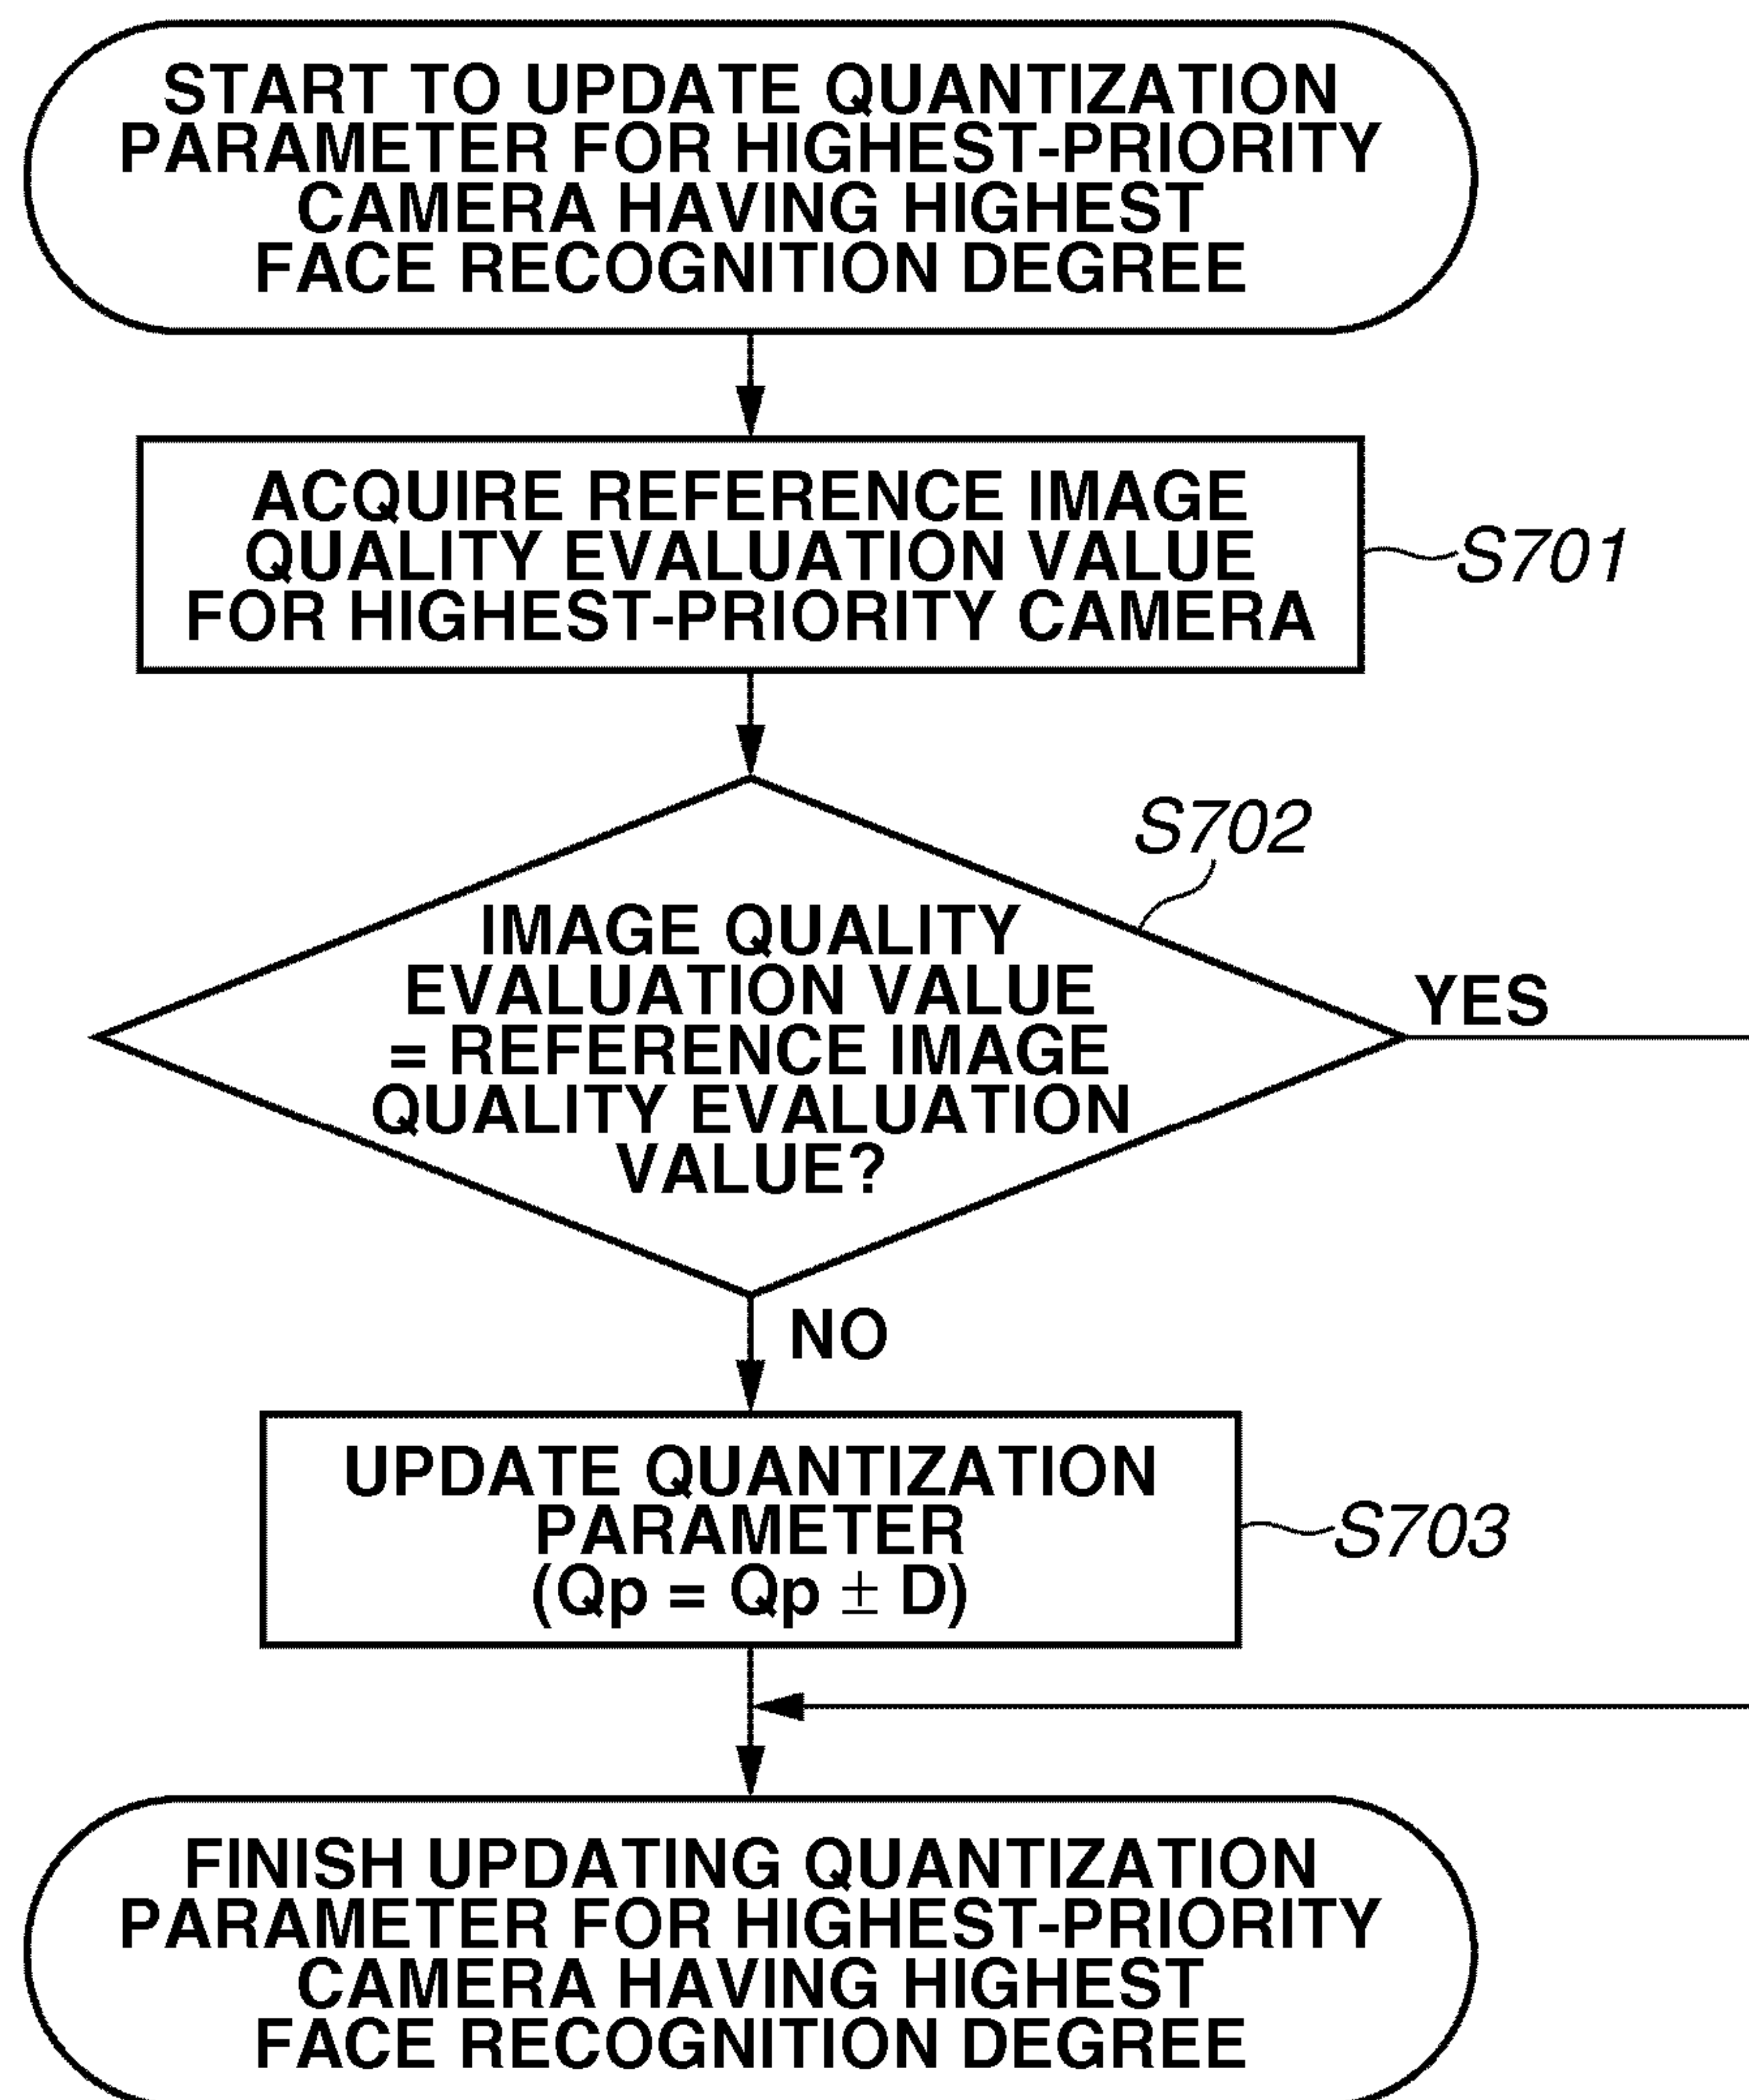 START TO UPDATE QUANTIZATION
PARAMETER FOR HIGHEST-PRIORITY
CAMERA HAVING HIGHEST
FACE RECOGNITION DEGREE
ACQUIRE REFERENCE IMAGE
QUALITY EVALUATION VALUE
FOR HIGHEST-PRIORITY CAMERA
S701
S702
IMAGE QUALITY
EVALUATION VALUE
= REFERENCE IMAGE
QUALITY EVALUATION
VALUE?
YES
NO
UPDATE QUANTIZATION
PARAMETER
(Qp = Qp ± D)
S703
FINISH UPDATING QUANTIZATION
PARAMETER FOR HIGHEST-PRIORITY
CAMERA HAVING HIGHEST
FACE RECOGNITION DEGREE